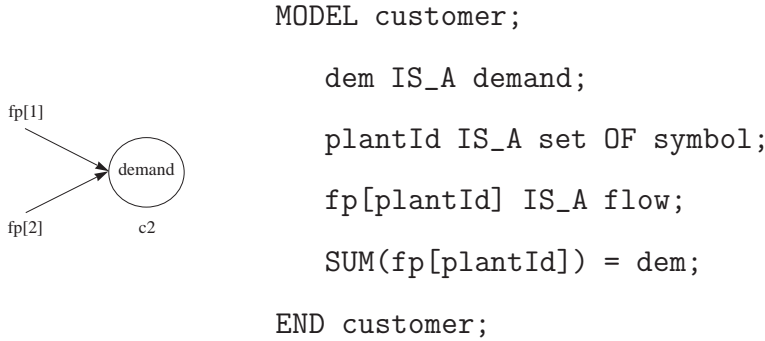 fp[1]
demand
fp[2]
c2
MODEL customer;
dem IS_A demand;
plantId IS_A set OF symbol;
fp[plantId] IS_A flow;
SUM(fp[plantId]) = dem;
END customer;